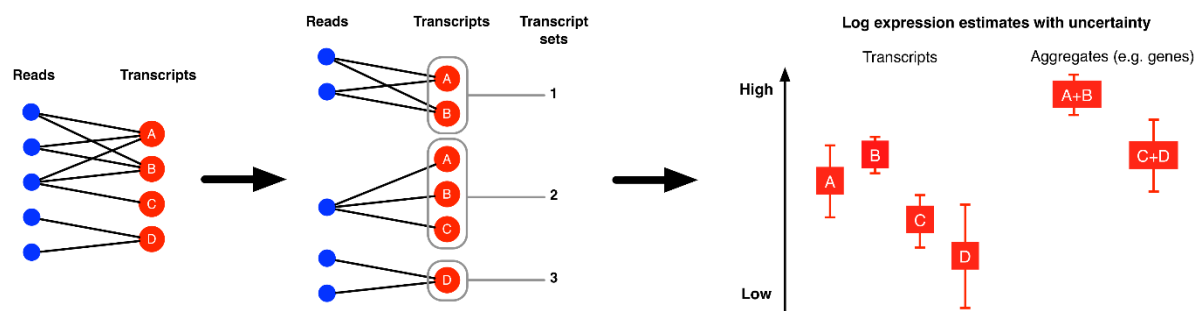 Reads
Transcripts
A
B
C
D
Reads
Transcripts
Transcript
sets
A
B
1
A
B
C
2
D
3
Log expression estimates with uncertainty
Transcripts
Aggregates (e.g. genes)
High
Low
A
B
C
D
A+B
C+D